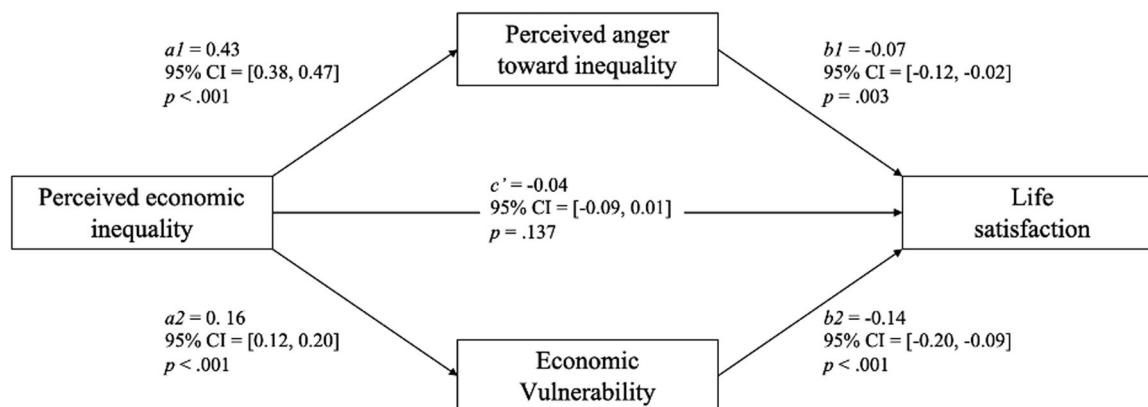 a1 = 0.43
95% CI = [0.38, 0.47]
p < .001
Perceived anger
toward inequality
b1 = -0.07
95% CI = [-0.12, -0.02]
p = .003
Perceived economic
inequality
c’ = -0.04
95% CI = [-0.09, 0.01]
p = .137
Life
satisfaction
a2 = 0. 16
95% CI = [0.12, 0.20]
p < .001
Economic
Vulnerability
b2 = -0.14
95% CI = [-0.20, -0.09]
p < .001